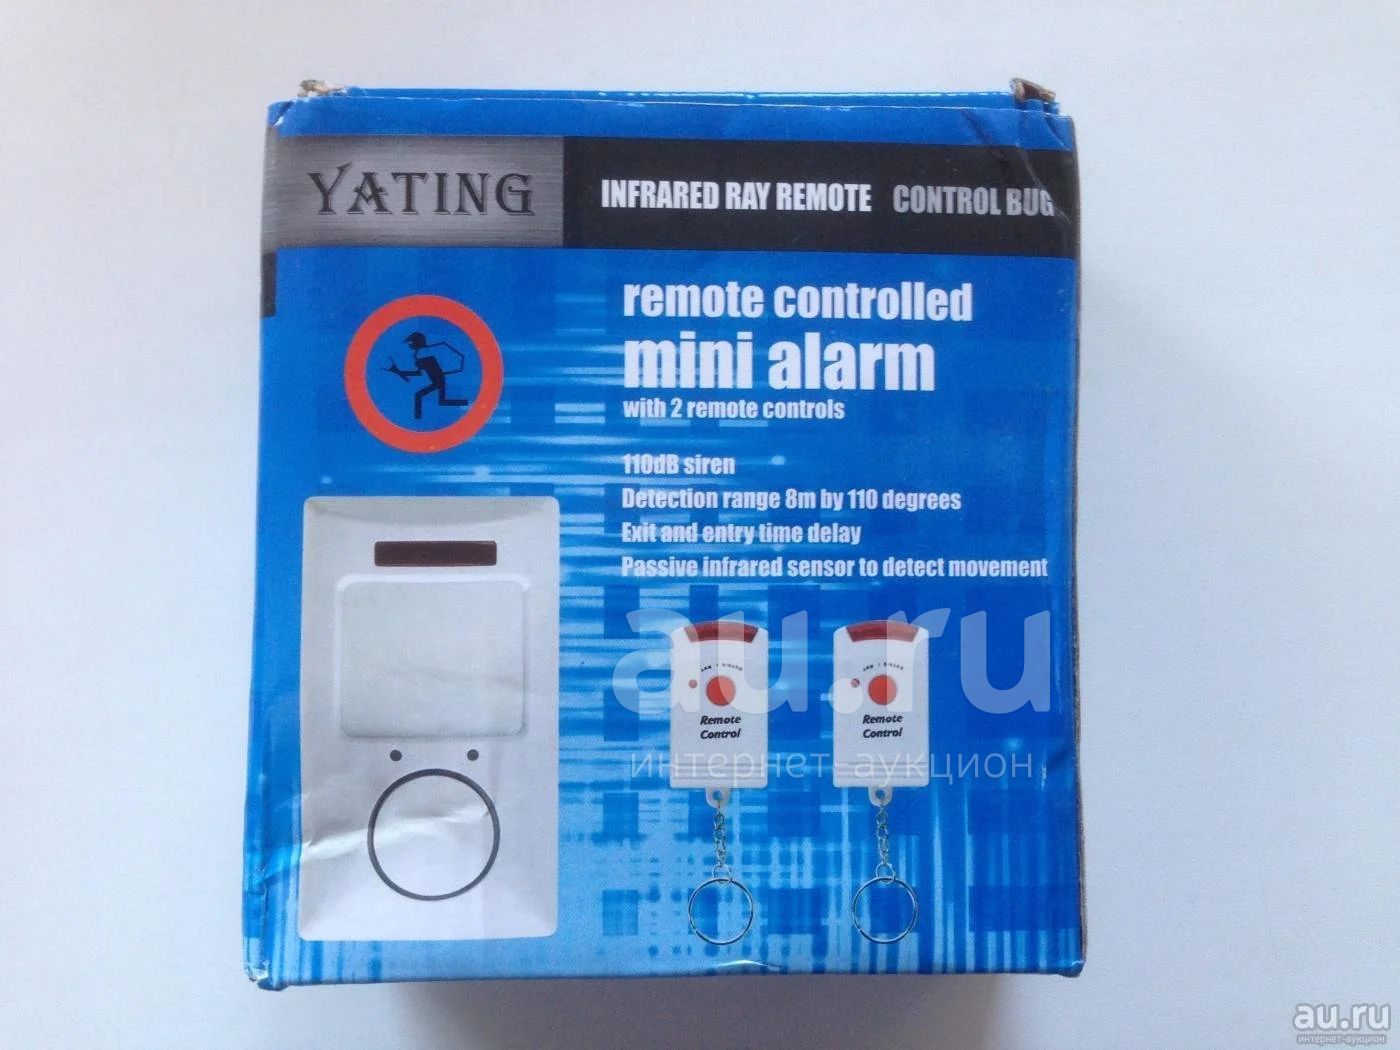 YATING
INFRARED RAY REMOTE CONTROL BUG
remote controlled
mini alarm
with 2 remote controls
110dB siren
Detection range 8m by 110 degrees
Exit and entry time delay
Passive infrared sensor to detect movement
au.ru
интернет-аукцион
Remote
Control
Remote
Control
au.ru
интернет-аукцион